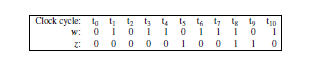 Clock cycle: t0 t1 t2 t3 t4 t5 t6 t7 t8 t9 t10
w: 0 1 0 1 1 0 1 1 1 0 1
z: 0 0 0 0 0 1 0 0 1 1 0